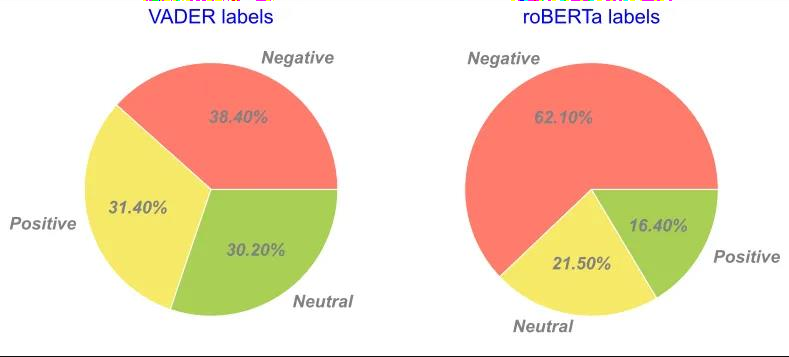 VADER labels
Negative
38.40%
31.40%
Positive
30.20%
Neutral
roBERTa labels
Negative
62.10%
16.40%
Positive
21.50%
Neutral